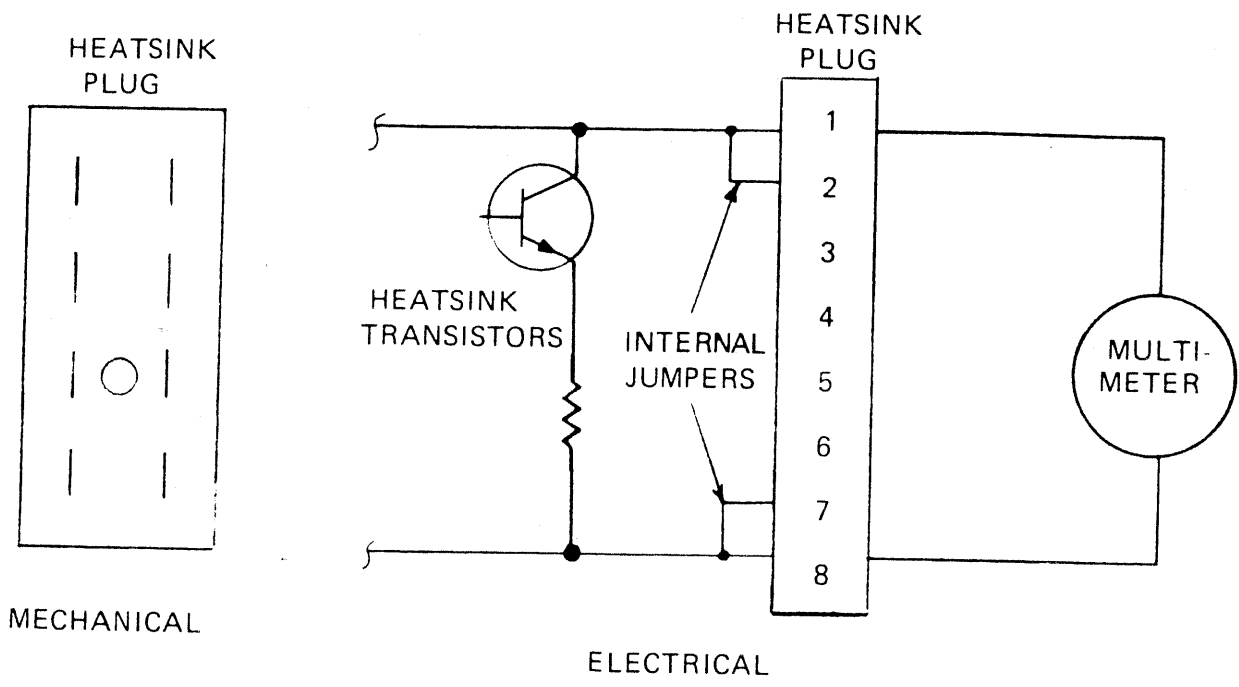 HEATSINK
PLUG
MECHANICAL
HEATSINK
TRANSISTORS
INTERNAL
JUMPERS
HEATSINK
PLUG
1
2
3
4
5
6
7
8
MULTI-
METER
ELECTRICAL